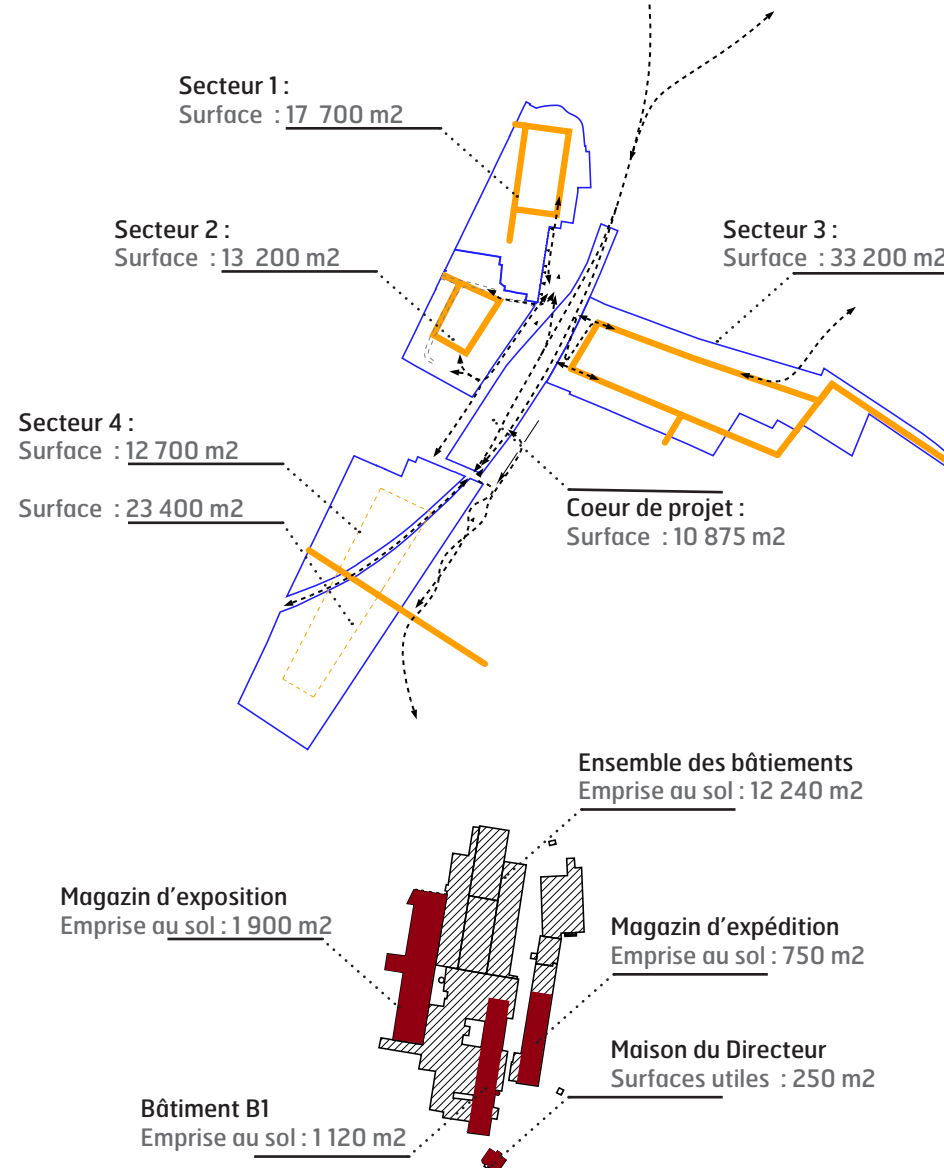 Secteur 1 :
Surface : 17 700 m2
Secteur 2 :
Surface : 13 200 m2
Secteur 3 :
Surface : 33 200 m2
Secteur 4 :
Surface : 12 700 m2
Surface : 23 400 m2
Coeur de projet :
Surface : 10 875 m2
Ensemble des bâtiements
Emprise au sol : 12 240 m2
Magazin d'exposition
Emprise au sol : 1 900 m2
Magazin d'expédition
Emprise au sol : 750 m2
Maison du Directeur
Surfaces utiles : 250 m2
Bâtiment B1
Emprise au sol : 1 120 m2